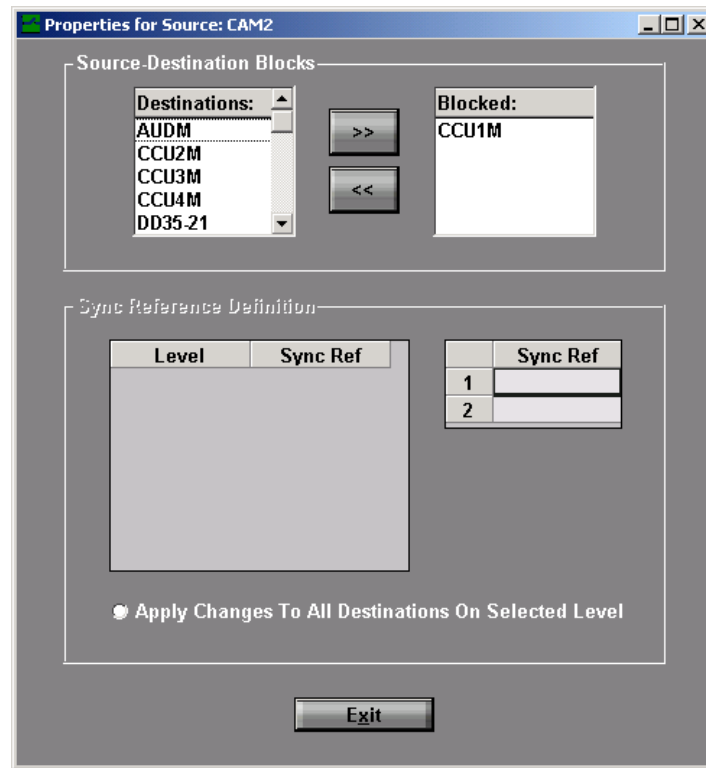 Properties for Source: CAM2
Source-Destination Blocks
Destinations:
AUDM
CCU2M
CCU3M
CCU4M
DD35-21
>>
<<
Blocked:
CCU1M
Sync Reference Definition
Level Sync Ref
Sync Ref
1
2
Apply Changes To All Destinations On Selected Level
Exit